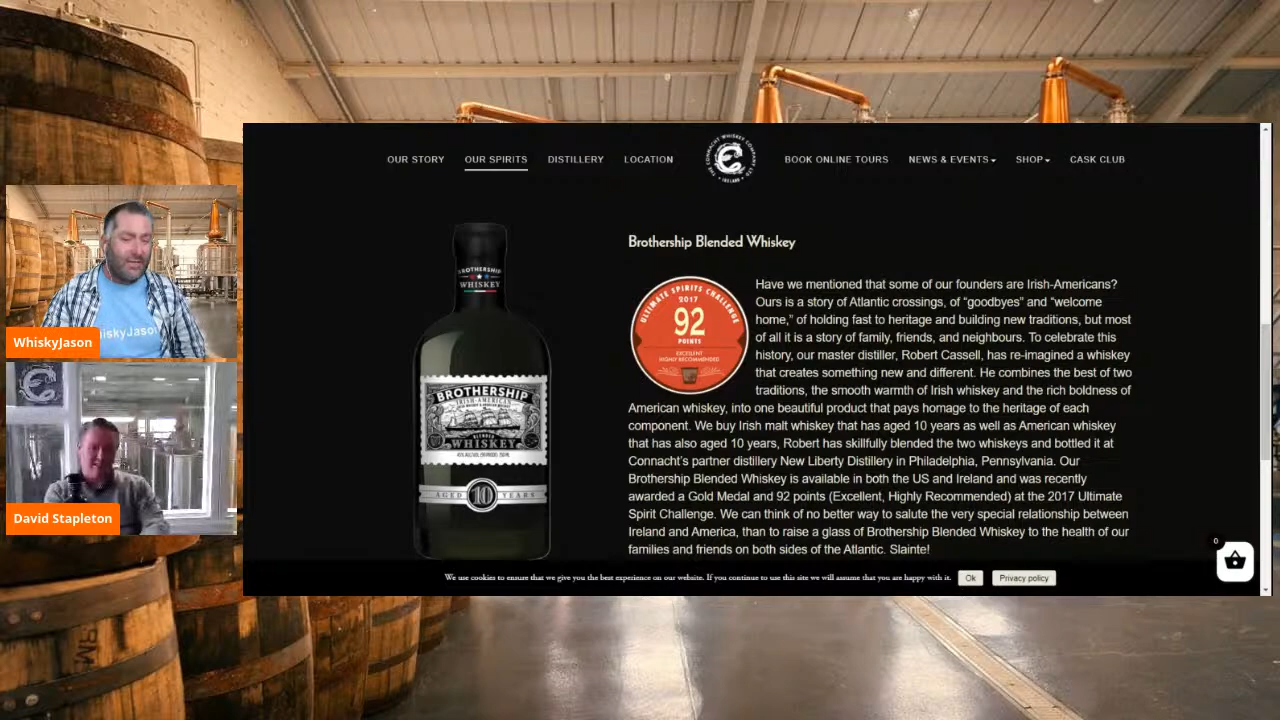 OUR STORY OUR SPIRITS DISTILLERY LOCATION BOOK ONLINE TOURS NEWS & EVENTS SHOP CASK CLUB
THE CONNACHT WHISKEY COMPANY LTD
IRELAND
Brothership Blended Whiskey
ULTIMATE SPIRITS CHALLENGE
2017
92
POINTS
EXCELLENT
HIGHLY RECOMMENDED
Have we mentioned that some of our founders are Irish-Americans?
Ours is a story of Atlantic crossings, of “goodbyes” and “welcome
home,” of holding fast to heritage and building new traditions, but most
of all it is a story of family, friends, and neighbours. To celebrate this
history, our master distiller, Robert Cassell, has re-imagined a whiskey
that creates something new and different. He combines the best of two
traditions, the smooth warmth of Irish whiskey and the rich boldness of
American whiskey, into one beautiful product that pays homage to the heritage of each
component. We buy Irish malt whiskey that has aged 10 years as well as American whiskey
that has also aged 10 years, Robert has skillfully blended the two whiskeys and bottled it at
Connacht’s partner distillery New Liberty Distillery in Philadelphia, Pennsylvania. Our
Brothership Blended Whiskey is available in both the US and Ireland and was recently
awarded a Gold Medal and 92 points (Excellent, Highly Recommended) at the 2017 Ultimate
Spirit Challenge. We can think of no better way to salute the very special relationship between
Ireland and America, than to raise a glass of Brothership Blended Whiskey to the health of our
families and friends on both sides of the Atlantic. Slainte!
BROTHERSHIP
WHISKEY
BROTHERSHIP
IRISH-AMERICAN
BLENDED
WHISKEY
AGED 10 YEARS
We use cookies to ensure that we give you the best experience on our website. If you continue to use this site we will assume that you are happy with it. Ok Privacy policy
0
WhiskyJason
hiskyJason
David Stapleton